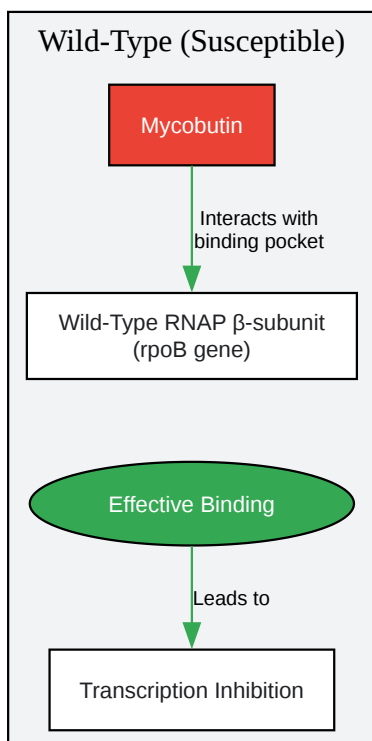 Wild-Type (Susceptible)
Mycobutin
Interacts with
binding pocket
Wild-Type RNAP β-subunit
(rpoB gene)
Effective Binding
Leads to
Transcription Inhibition